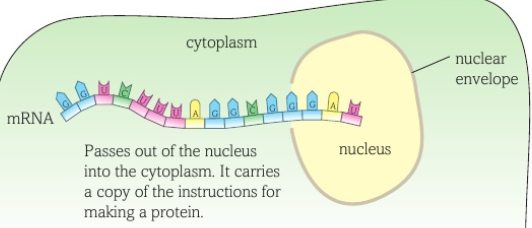 cytoplasm
nuclear
envelope
G G U C U U U A G G C G G G A U
mRNA
Passes out of the nucleus
into the cytoplasm. It carries
a copy of the instructions for
making a protein.
nucleus